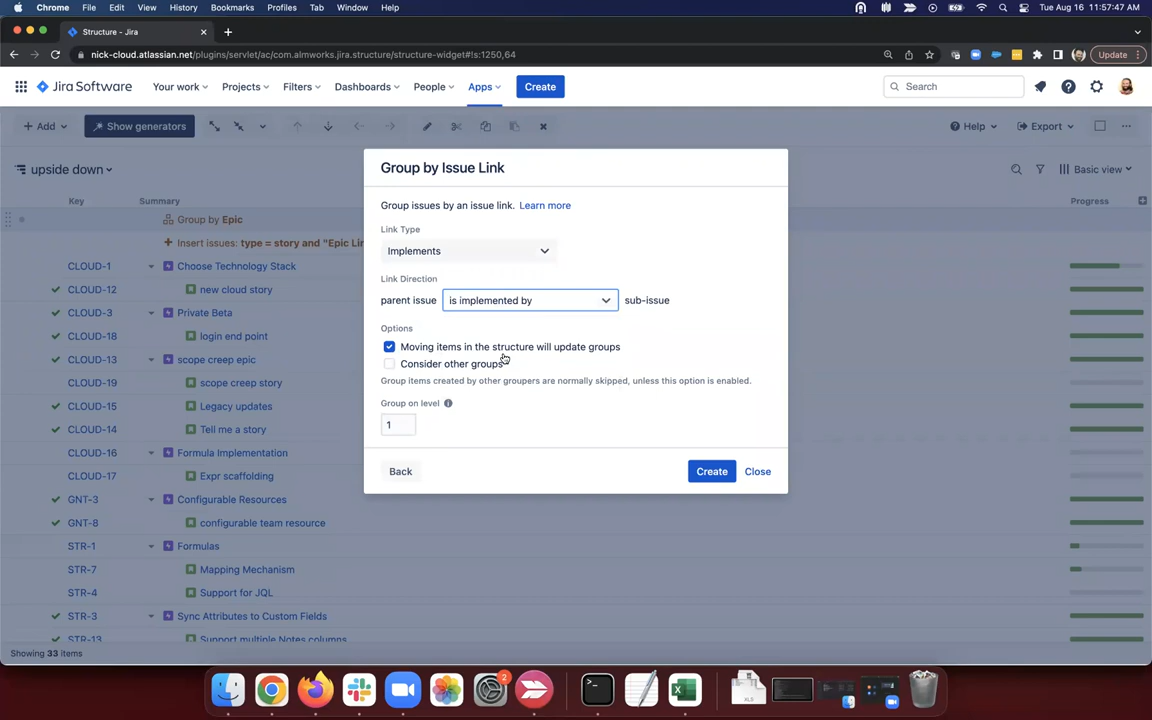 Chrome File Edit View History Bookmarks Profiles Tab Window Help Tue Aug 16 11:57:47 AM
Structure - Jira
nick-cloud.atlassian.net/plugins/servlet/ac/com.almworks.jira.structure/structure-widget#!s:1250,64 Update
Jira Software Your work Projects Filters Dashboards People Apps Create Search
Add Show generators Help Export
upside down Basic view
Key Summary Progress
Group by Epic
Insert issues: type = story and "Epic Lin
CLOUD-1 Choose Technology Stack
CLOUD-12 new cloud story
CLOUD-3 Private Beta
CLOUD-18 login end point
CLOUD-13 scope creep epic
CLOUD-19 scope creep story
CLOUD-15 Legacy updates
CLOUD-14 Tell me a story
CLOUD-16 Formula Implementation
CLOUD-17 Expr scaffolding
GNT-3 Configurable Resources
GNT-8 configurable team resource
STR-1 Formulas
STR-7 Mapping Mechanism
STR-4 Support for JQL
STR-3 Sync Attributes to Custom Fields
STR-13 Support multiple Notes columns
Showing 33 items
Group by Issue Link
Group issues by an issue link. Learn more
Link Type
Implements
Link Direction
parent issue is implemented by sub-issue
Options
Moving items in the structure will update groups
Consider other groups
Group items created by other groupers are normally skipped, unless this option is enabled.
Group on level
1
Back Create Close
2
XLS